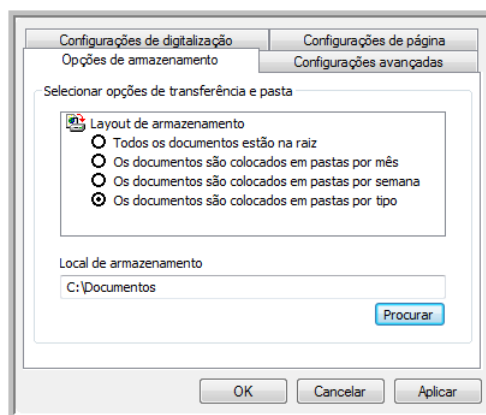 Configurações de digitalização
Configurações de página
Opções de armazenamento
Configurações avançadas
Selecionar opções de transferência e pasta
Layout de armazenamento
Todos os documentos estão na raiz
Os documentos são colocados em pastas por mês
Os documentos são colocados em pastas por semana
Os documentos são colocados em pastas por tipo
Local de armazenamento
C:\Documentos
Procurar
OK
Cancelar
Aplicar